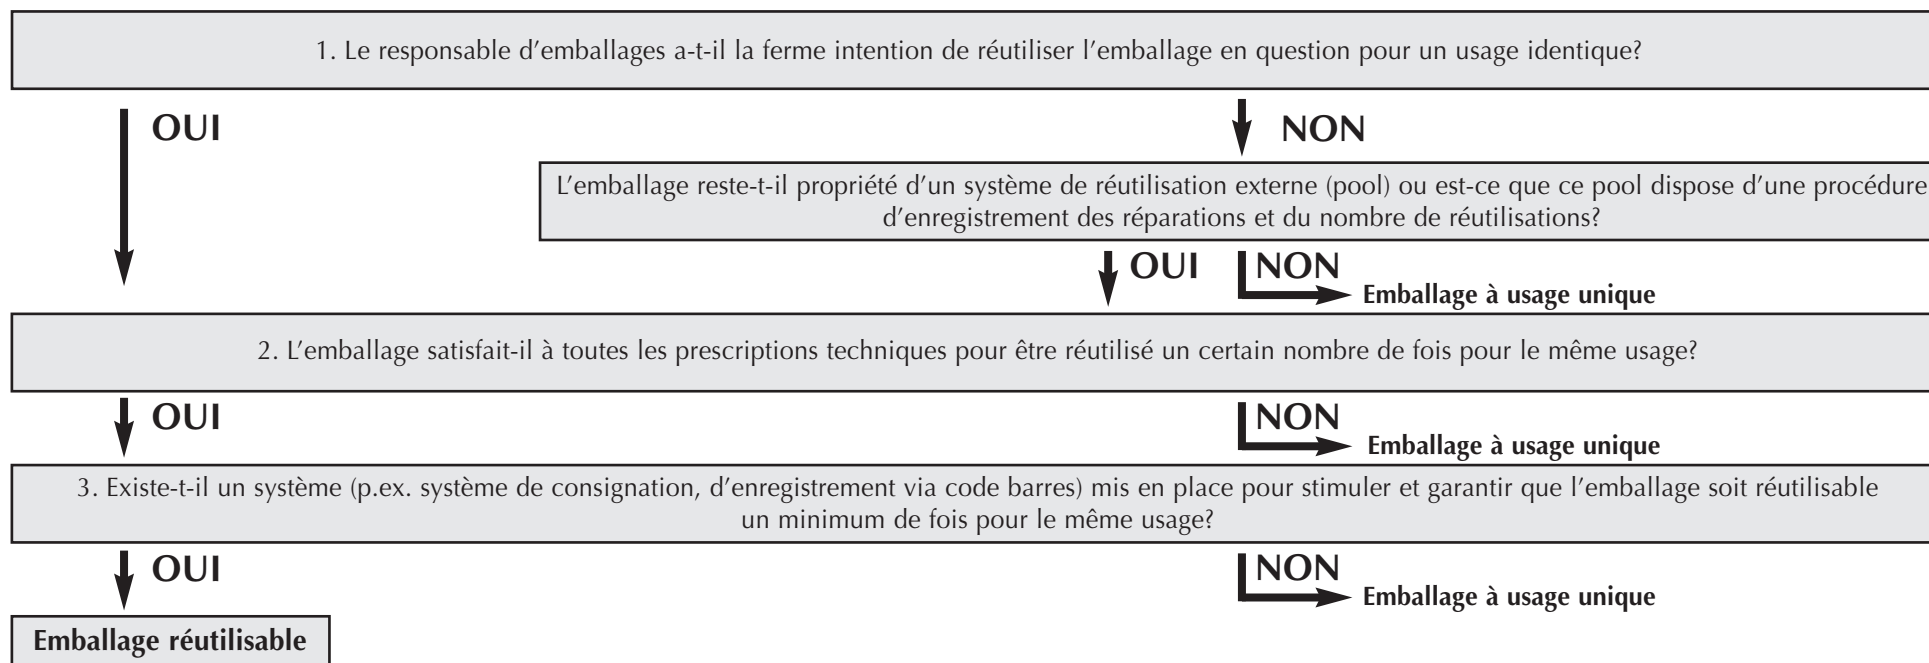 1. Le responsable d’emballages a-t-il la ferme intention de réutiliser l’emballage en question pour un usage identique?
OUI
NON
L’emballage reste-t-il propriété d’un système de réutilisation externe (pool) ou est-ce que ce pool dispose d’une procédure
d’enregistrement des réparations et du nombre de réutilisations?
OUI
NON
Emballage à usage unique
2. L’emballage satisfait-il à toutes les prescriptions techniques pour être réutilisé un certain nombre de fois pour le même usage?
OUI
NON
Emballage à usage unique
3. Existe-t-il un système (p.ex. système de consignation, d’enregistrement via code barres) mis en place pour stimuler et garantir que l’emballage soit réutilisable
un minimum de fois pour le même usage?
OUI
NON
Emballage à usage unique
Emballage réutilisable